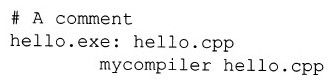 # A comment
hello.exe: hello.cpp
        mycompiler hello.cpp